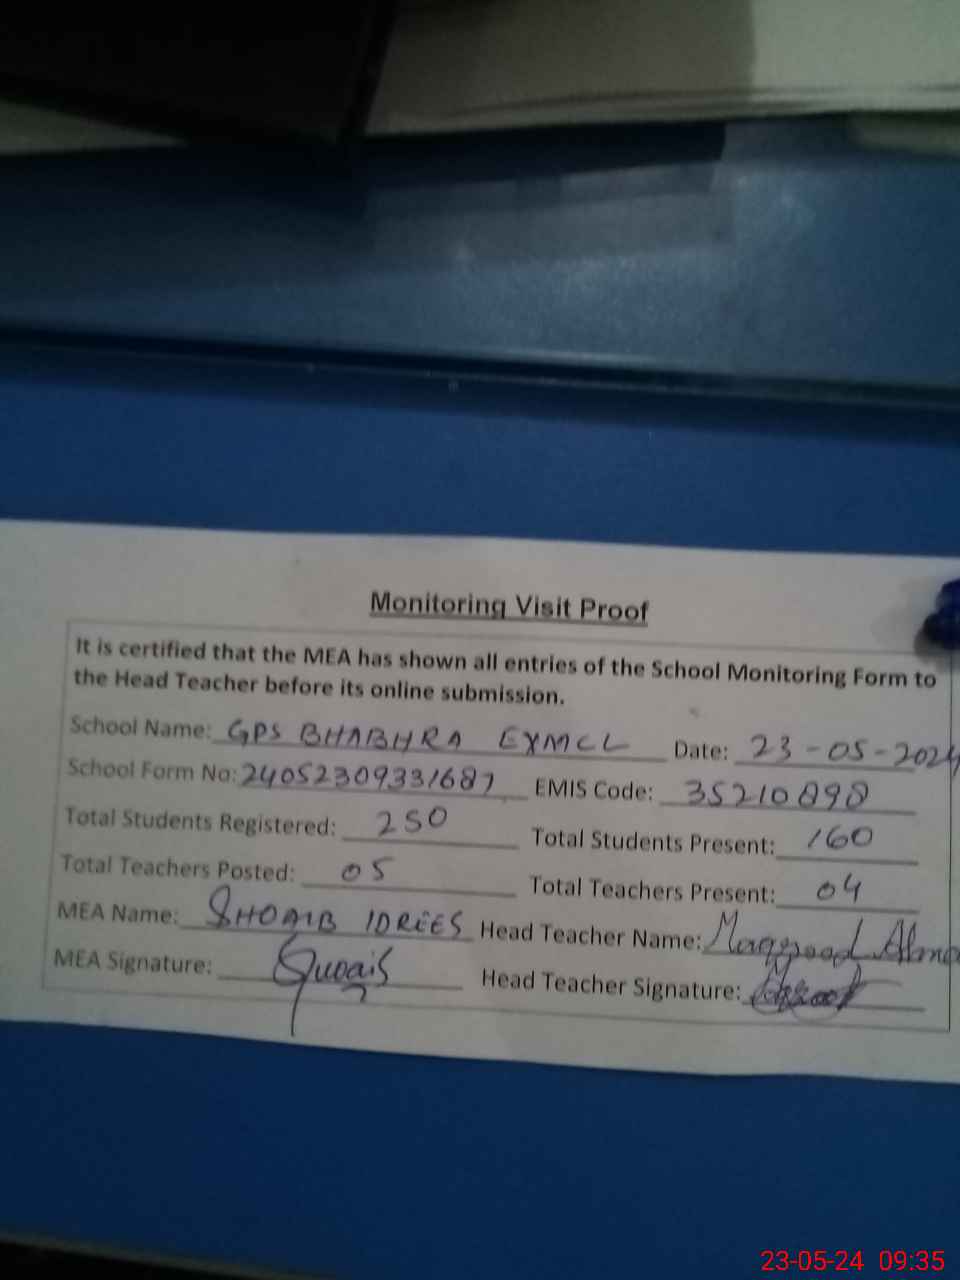 Monitoring Visit Proof
It is certified that the MEA has shown all entries of the School Monitoring Form to
the Head Teacher before its online submission.
School Name: GPS BHABHRA EXMCL Date: 23-05-2024
School Form No: 24052309331687 EMIS Code: 35210898
Total Students Registered: 250 Total Students Present: 160
Total Teachers Posted: 05 Total Teachers Present: 04
MEA Name: SHOAIB IDREES Head Teacher Name: Maqsood
MEA Signature: Head Teacher Signature:
23-05-24 09:35